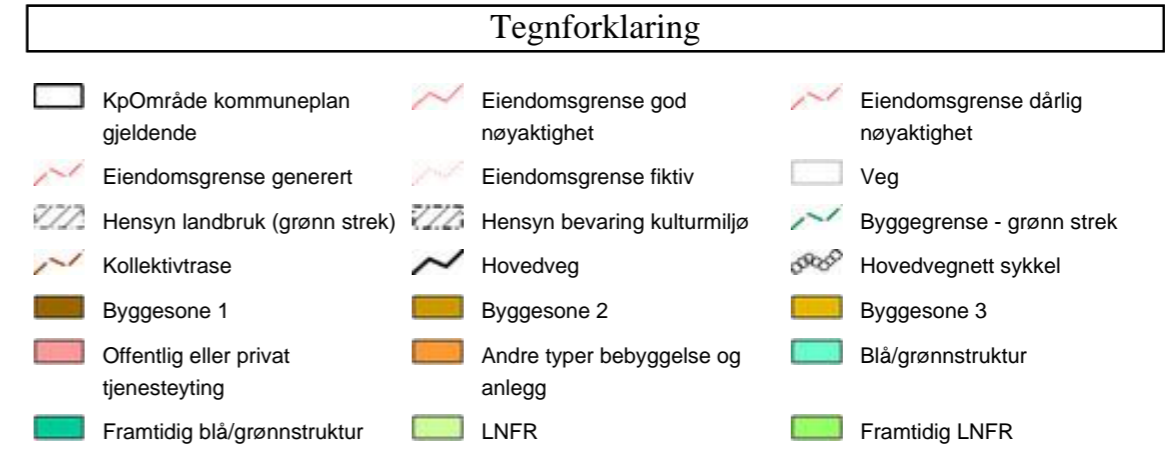 Tegnforklaring
KpOmråde kommuneplan
gjeldende
Eiendomsgrense god
nøyaktighet
Eiendomsgrense dårlig
nøyaktighet
Eiendomsgrense generert
Eiendomsgrense fiktiv
Veg
Hensyn landbruk (grønn strek)
Hensyn bevaring kulturmiljø
Byggegrense - grønn strek
Kollektivtrase
Hovedveg
Hovedvegnett sykkel
Byggesone 1
Byggesone 2
Byggesone 3
Offentlig eller privat
tjenesteyting
Andre typer bebyggelse og
anlegg
Blå/grønnstruktur
Framtidig blå/grønnstruktur
LNFR
Framtidig LNFR